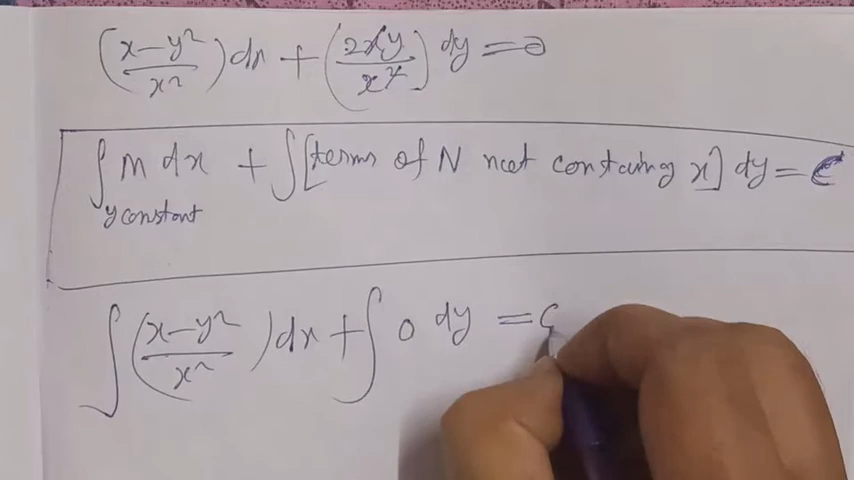 (x-y²/x²)dx + (2xy/x²)dy = 0
∫ M dx + ∫[terms of N not containing x] dy = C
y constant
∫(x-y²/x²)dx + ∫ 0 dy = C